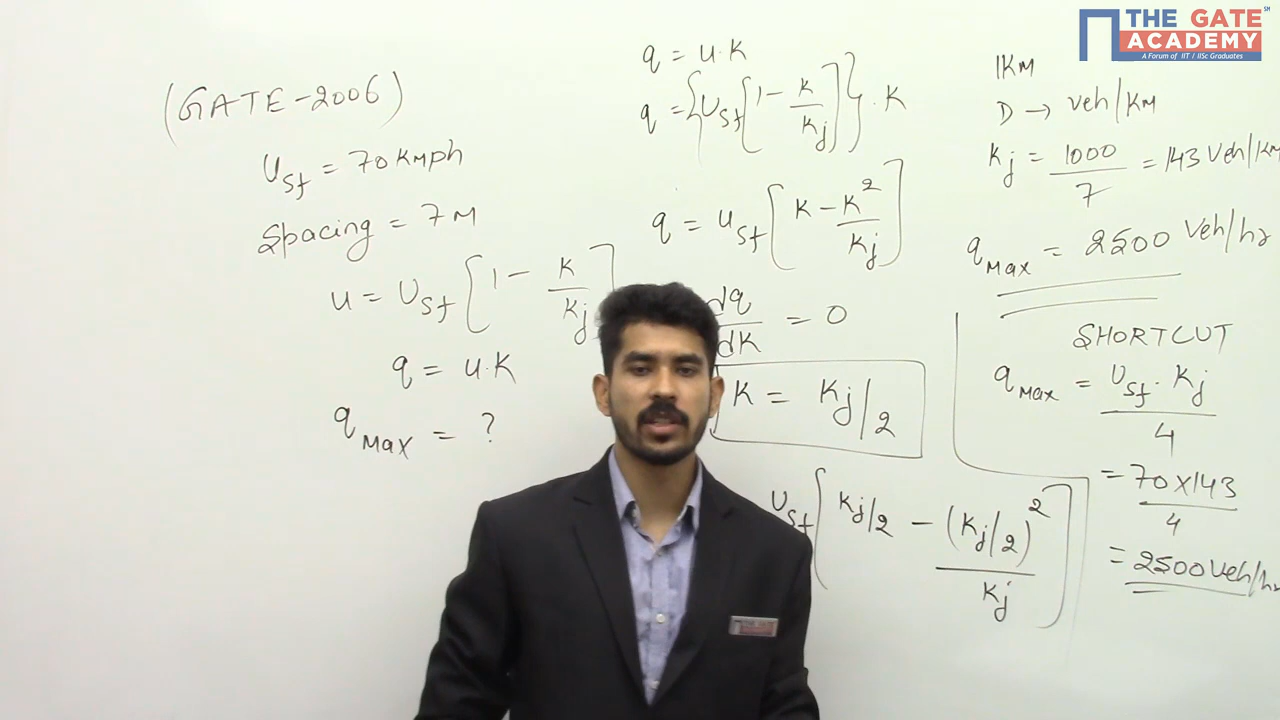 THE GATE
ACADEMY
A Forum of IIT / IISc Graduates
(GATE-2006)
Usf = 70 Kmph
Spacing = 7 M
u = Usf [1 - K/Kj]
q = u.K
qMax = ?
q = u.K
q = {Usf [1 - K/Kj]} . K
q = usf [K - K²/Kj]
dq/dK = 0
K = Kj/2
Usf [Kj/2 - (Kj/2)²/Kj]
1KM
D → Veh/KM
Kj = 1000/7 = 143 Veh/KM
qMax = 2500 Veh/hr
SHORTCUT
qMax = Usf . Kj/4
= 70 X 143/4
= 2500 Veh/hr
THE GATE
ACADEMY